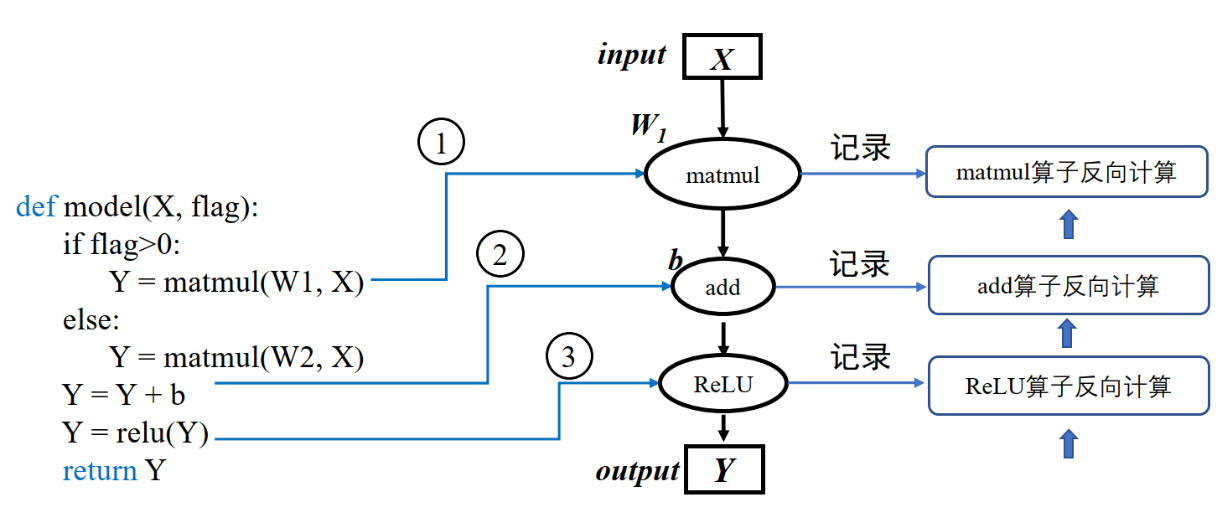 def model(X, flag):
if flag>0:
Y = matmul(W1, X)
else:
Y = matmul(W2, X)
Y = Y + b
Y = relu(Y)
return Y
1
2
3
input
X
W1
matmul
记录
matmul算子反向计算
b
add
记录
add算子反向计算
ReLU
记录
ReLU算子反向计算
output
Y